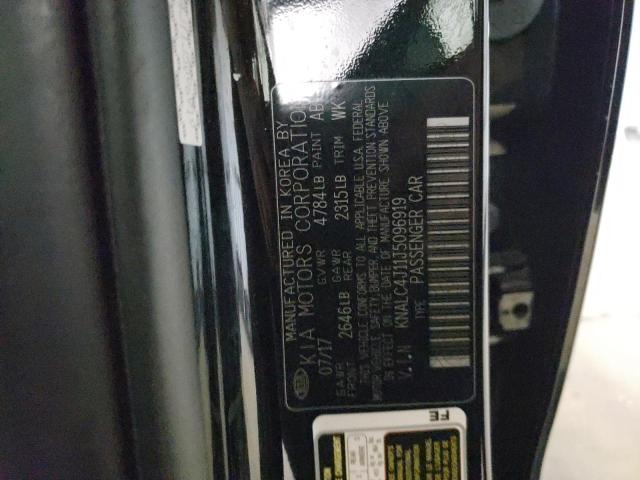 MANUFACTURED IN KOREA BY
KIA MOTORS CORPORATION
07/17 GVWR 4784LB PAINT
GAWR FRONT 2646LB GAWR REAR 2315LB TRIM WK
THIS VEHICLE CONFORMS TO ALL APPLICABLE U.S.A. FEDERAL
MOTOR VEHICLE SAFETY, BUMPER, AND THEFT PREVENTION STANDARDS
IN EFFECT ON THE DATE OF MANUFACTURE SHOWN ABOVE
V.I.N KNALC4J11J5096919
TYPE PASSENGER CAR
FE